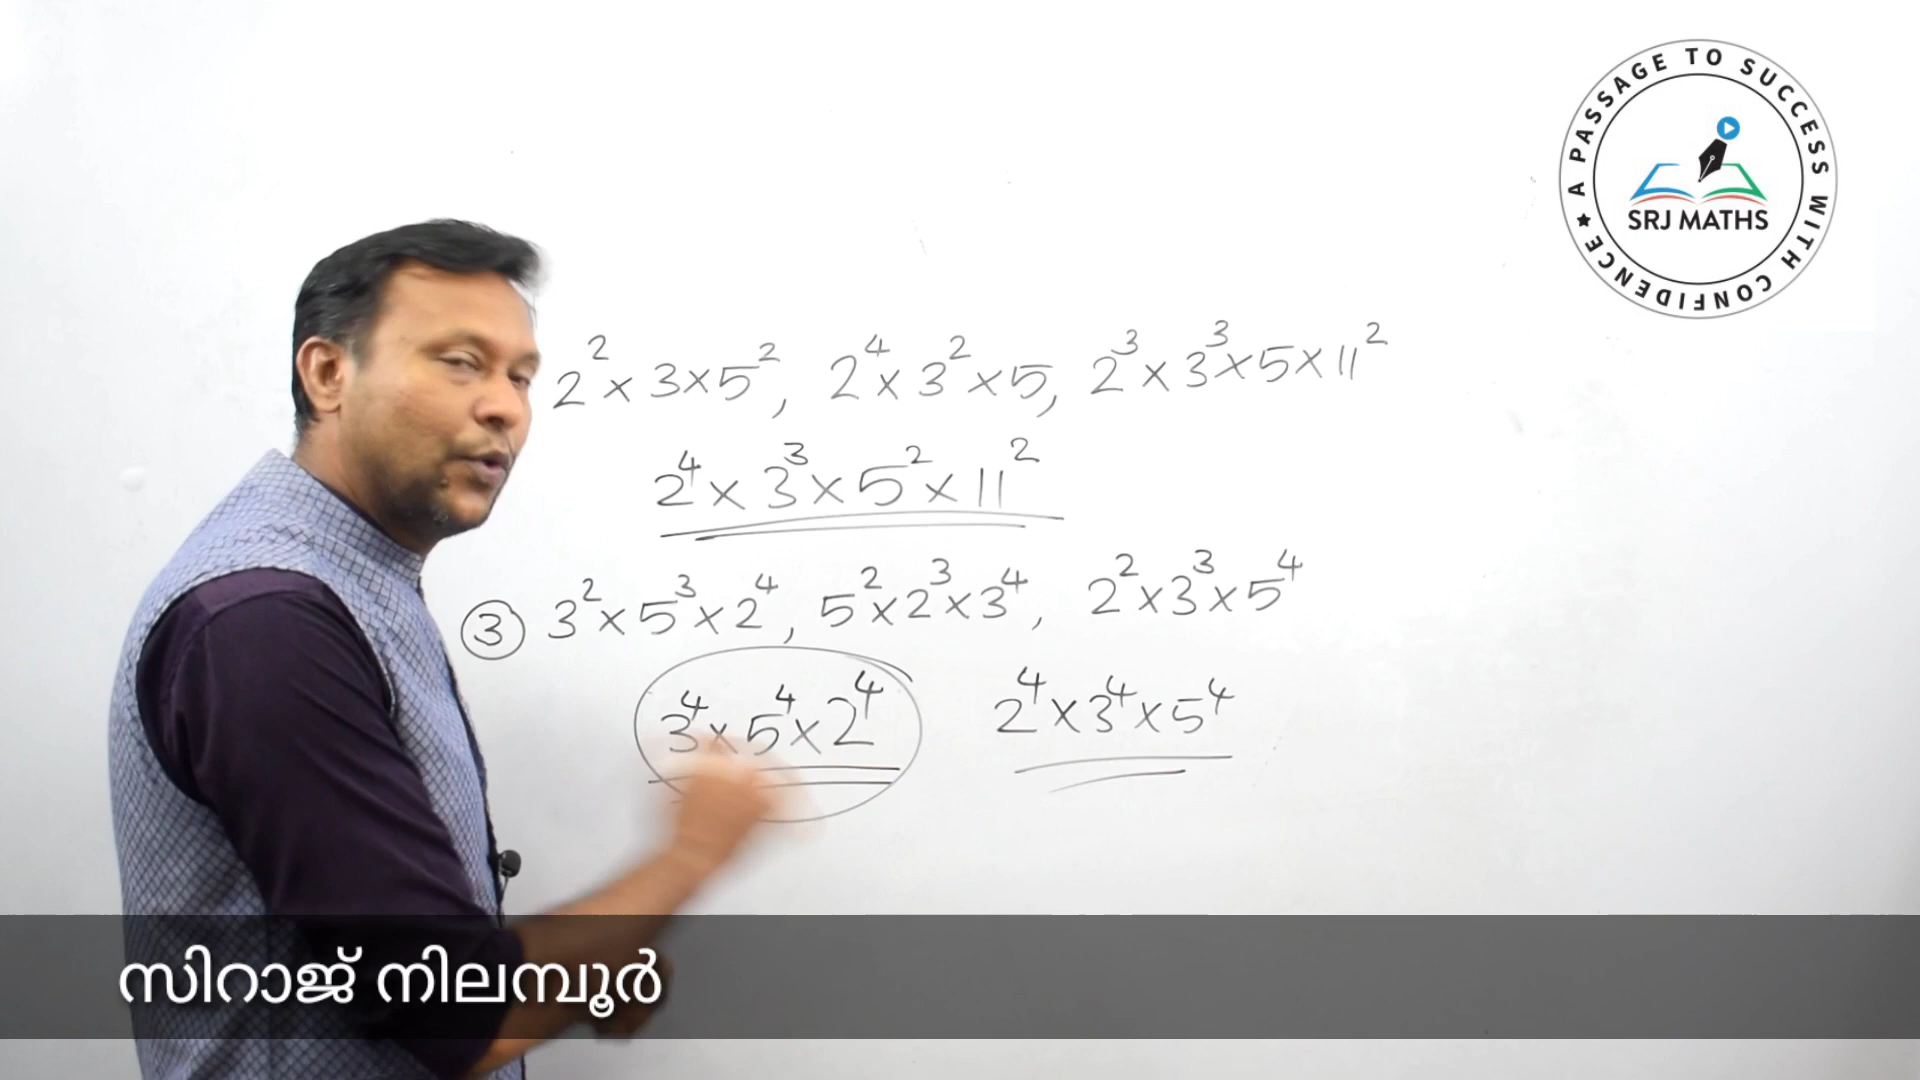 A PASSAGE TO SUCCESS WITH CONFIDENCE ★
SRJ MATHS
2² × 3 × 5², 2⁴ × 3² × 5, 2³ × 3³ × 5 × 11²
2⁴ × 3³ × 5² × 11²
③ 3² × 5³ × 2⁴, 5² × 2³ × 3⁴, 2² × 3³ × 5⁴
3⁴ × 5⁴ × 2⁴ 2⁴ × 3⁴ × 5⁴
സിറാജ് നിലമ്പൂർ